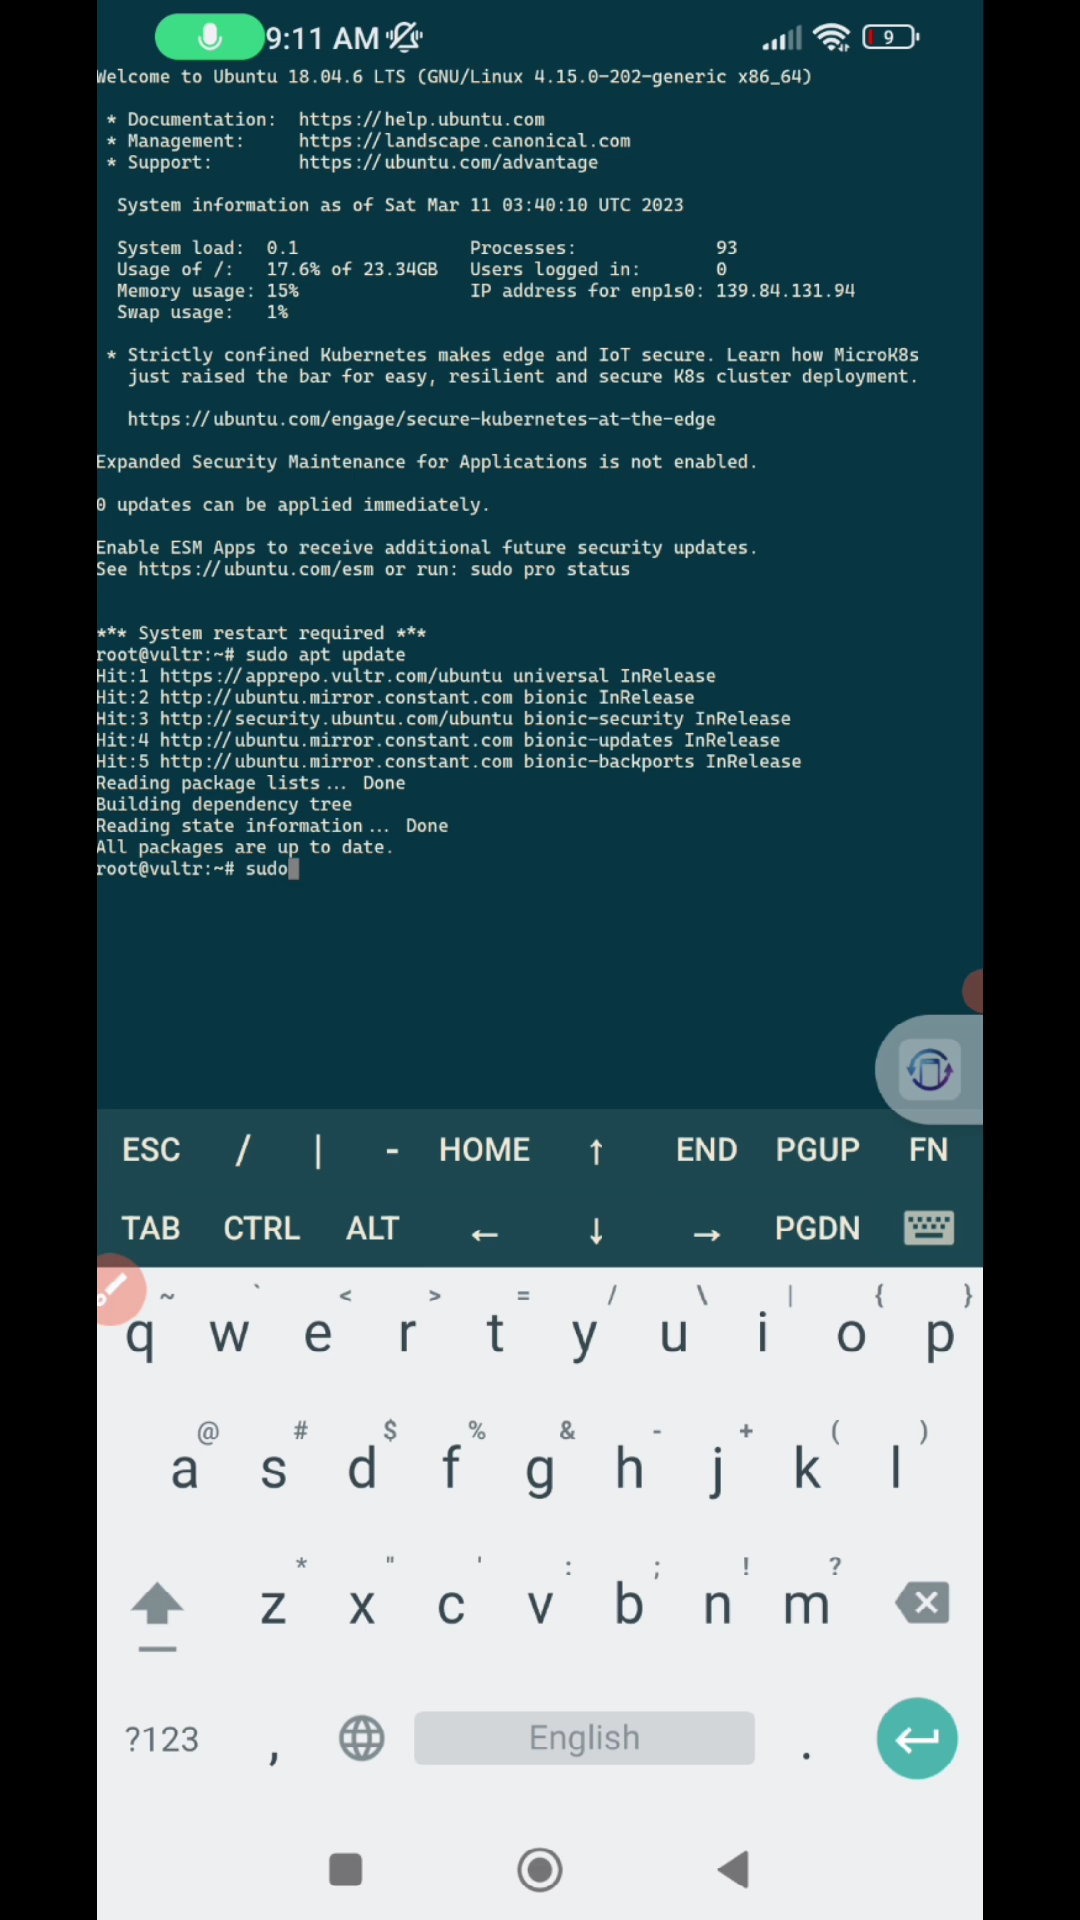 9:11 AM 9
Welcome to Ubuntu 18.04.6 LTS (GNU/Linux 4.15.0-202-generic x86_64)
* Documentation: https://help.ubuntu.com
* Management: https://landscape.canonical.com
* Support: https://ubuntu.com/advantage
System information as of Sat Mar 11 03:40:10 UTC 2023
System load: 0.1 Processes: 93
Usage of /: 17.6% of 23.34GB Users logged in: 0
Memory usage: 15% IP address for enp1s0: 139.84.131.94
Swap usage: 1%
* Strictly confined Kubernetes makes edge and IoT secure. Learn how MicroK8s
just raised the bar for easy, resilient and secure K8s cluster deployment.
https://ubuntu.com/engage/secure-kubernetes-at-the-edge
Expanded Security Maintenance for Applications is not enabled.
0 updates can be applied immediately.
Enable ESM Apps to receive additional future security updates.
See https://ubuntu.com/esm or run: sudo pro status
*** System restart required ***
root@vultr:~# sudo apt update
Hit:1 https://apprepo.vultr.com/ubuntu universal InRelease
Hit:2 http://ubuntu.mirror.constant.com bionic InRelease
Hit:3 http://security.ubuntu.com/ubuntu bionic-security InRelease
Hit:4 http://ubuntu.mirror.constant.com bionic-updates InRelease
Hit:5 http://ubuntu.mirror.constant.com bionic-backports InRelease
Reading package lists... Done
Building dependency tree
Reading state information... Done
All packages are up to date.
root@vultr:~# sudo
ESC / | - HOME ↑ END PGUP FN
TAB CTRL ALT ← ↓ → PGDN
~ ` < > = / \ | { }
q w e r t y u i o p
@ # $ % & - + ( )
a s d f g h j k l
* " ' : ; ! ?
z x c v b n m
?123 , English .